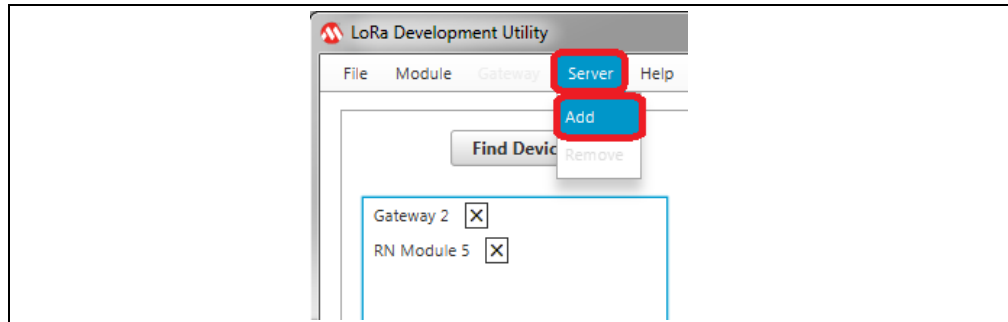 LoRa Development Utility
File Module Gateway Server Help
Add
Find Devic
Remove
Gateway 2
RN Module 5